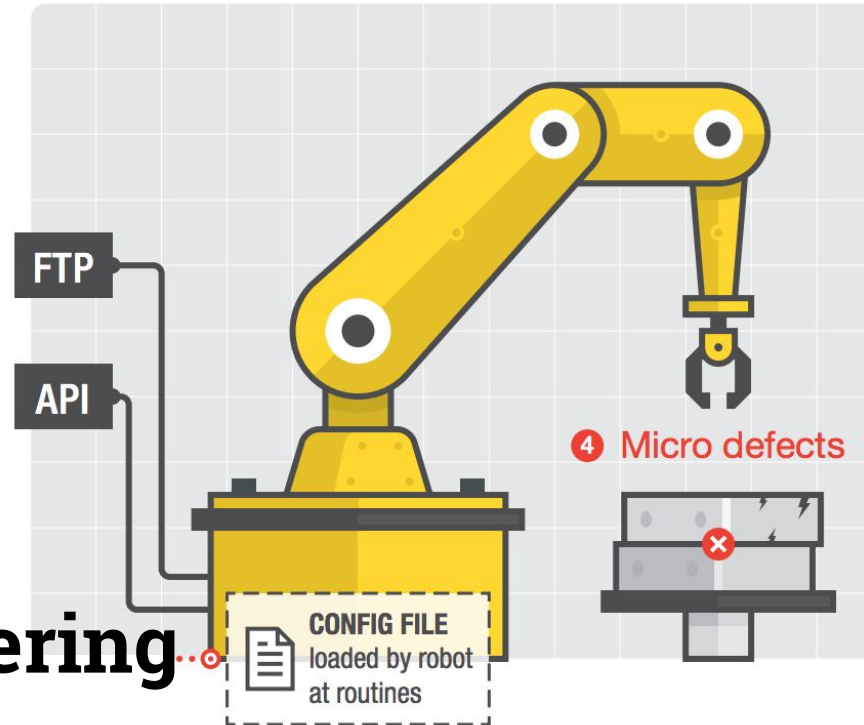 FTP
API
4 Micro defects
ering
CONFIG FILE
loaded by robot
at routines